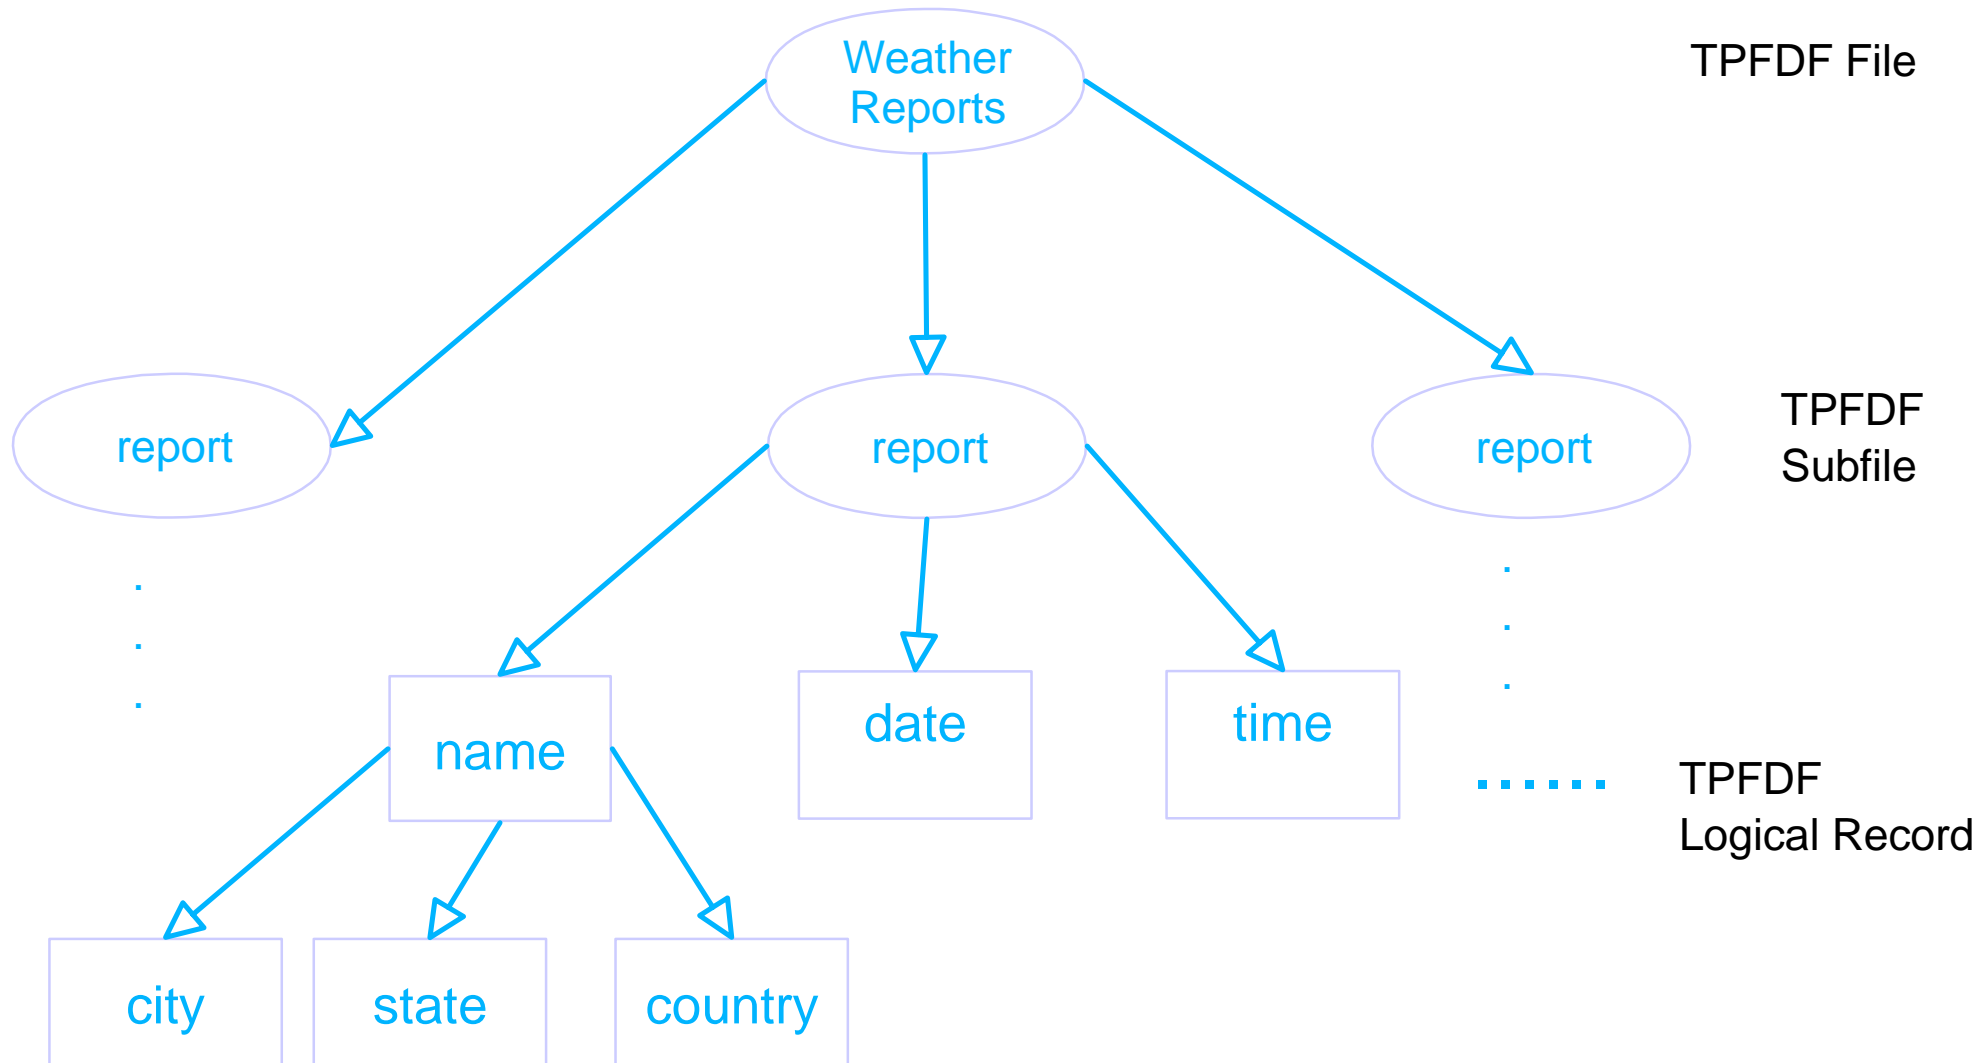 Weather
Reports
TPFDF File
report
report
report
TPFDF
Subfile
name
date
time
TPFDF
Logical Record
city
state
country